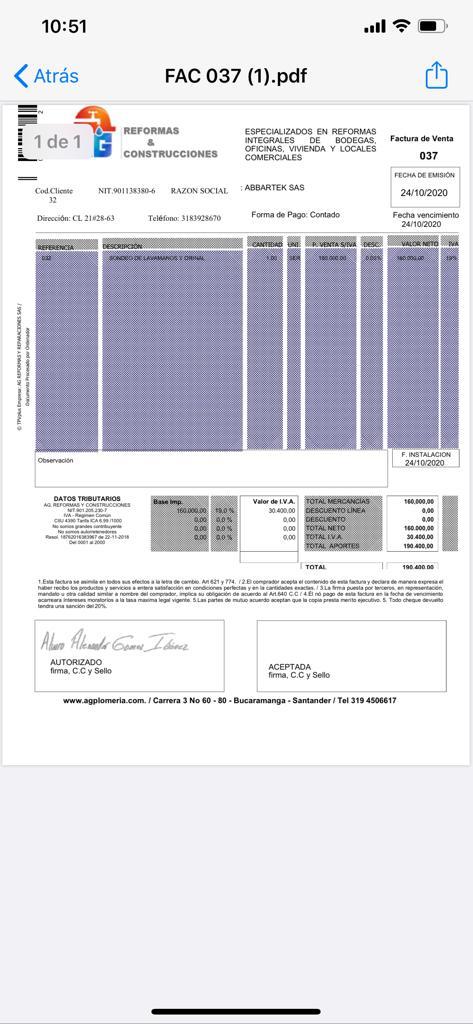 10:51
Atrás
FAC 037 (1).pdf
1 de 1
REFORMAS
&
CONSTRUCCIONES
ESPECIALIZADOS EN REFORMAS
INTEGRALES DE BODEGAS,
OFICINAS, VIVIENDA Y LOCALES
COMERCIALES
Factura de Venta
037
FECHA DE EMISIÓN
24/10/2020
Cod.Cliente NIT.901138380-6 RAZON SOCIAL : ABBARTEK SAS
32
Dirección: CL 21#28-63 Teléfono: 3183928670 Forma de Pago: Contado
Fecha vencimiento
24/10/2020
REFERENCIA DESCRIPCIÓN CANTIDAD UNI. P. VENTA S/IVA DESC. VALOR NETO IVA
032 SONDEO DE LAVAMANOS Y ORINAL 1.00 SER 160.000,00 0.00% 160.000,00 19%
© TPVplus Empresa: AG REFORMAS Y REPARACIONES SAS /
Documento Procesado por Ordenador
Observación
F. INSTALACION
24/10/2020
DATOS TRIBUTARIOS
AG. REFORMAS Y CONSTRUCCIONES
NIT.901.205.230-7
IVA - Regimen Común
CIIU 4390 Tarifa ICA 6.99 /1000
No somos grandes contribuyente
No somos autorretenedores
Resol. 18762016383967 de 22-11-2018
Del 0001 al 2000
Base Imp. Valor de I.V.A.
160.000,00 19,0 % 30.400,00
0,00 0,0 % 0,00
0,00 0,0 % 0,00
0,00 0,0 % 0,00
TOTAL MERCANCÍAS 160.000,00
DESCUENTO LÍNEA 0,00
DESCUENTO 0,00
TOTAL NETO 160.000,00
TOTAL I.V.A. 30.400,00
TOTAL APORTES 190.400,00
TOTAL 190.400,00
1.Esta factura se asimila en todos sus efectos a la letra de cambio. Art 621 y 774. / 2.El comprador acepta el contenido de esta factura y declara de manera expresa el
haber recibo los productos y servicios a entera satisfacción en condiciones perfectas y en la cantidades exactas. / 3.La firma puesta por terceros, en representación,
mandato u otra calidad similar a nombre del comprador, implica su obligación de acuerdo al Art.640 C.C / 4.El nó pago de esta factura en la fecha de vencimiento
acarreara intereses moratorios a la tasa maxima legal vigente. 5.Las partes de mutuo acuerdo aceptan que la copia presta merito ejecutivo. 5. Todo cheque devuelto
tendra una sanción del 20%.
AUTORIZADO
firma, C.C y Sello
ACEPTADA
firma, C.C y Sello
www.agplomeria.com. / Carrera 3 No 60 - 80 - Bucaramanga - Santander / Tel 319 4506617